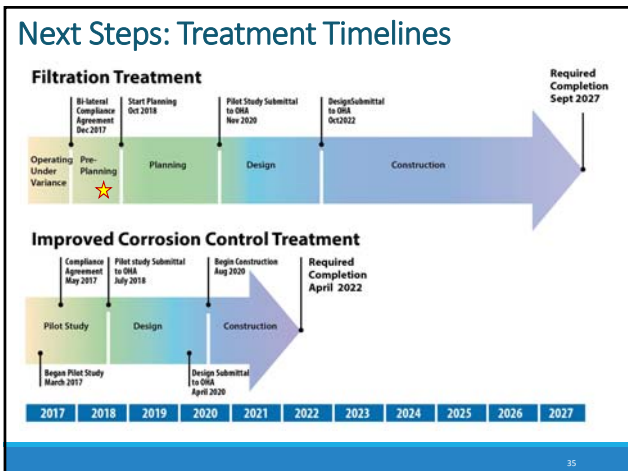 Next Steps: Treatment Timelines
Filtration Treatment
Required
Completion
Sept 2027
Bi-lateral
Compliance
Agreement
Dec 2017
Start Planning
Oct 2018
Pilot Study Submittal
to OHA
Nov 2020
DesignSubmittal
to OHA
Oct2022
Operating
Under
Variance
Pre-
Planning
Planning
Design
Construction
Improved Corrosion Control Treatment
Compliance
Agreement
May 2017
Pilot study Submittal
to OHA
July 2018
Begin Construction
Aug 2020
Required
Completion
April 2022
Pilot Study
Design
Construction
Began Pilot Study
March 2017
Design Submittal
to OHA
April 2020
2017 2018 2019 2020 2021 2022 2023 2024 2025 2026 2027
35